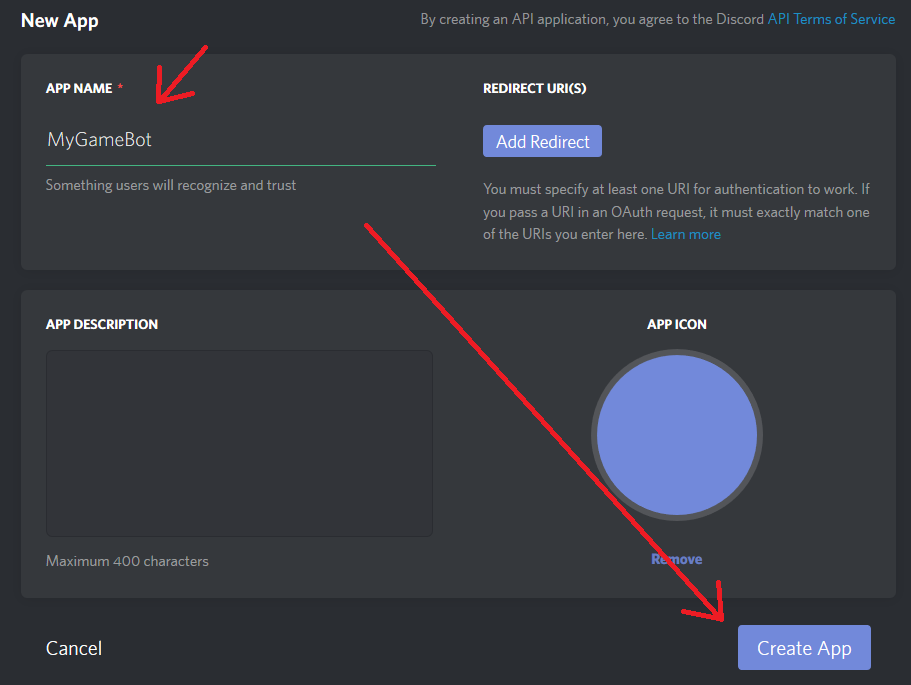 New App
By creating an API application, you agree to the Discord API Terms of Service
APP NAME *
MyGameBot
Something users will recognize and trust
REDIRECT URI(S)
Add Redirect
You must specify at least one URI for authentication to work. If
you pass a URI in an OAuth request, it must exactly match one
of the URIs you enter here. Learn more
APP DESCRIPTION
Maximum 400 characters
APP ICON
Remove
Cancel
Create App